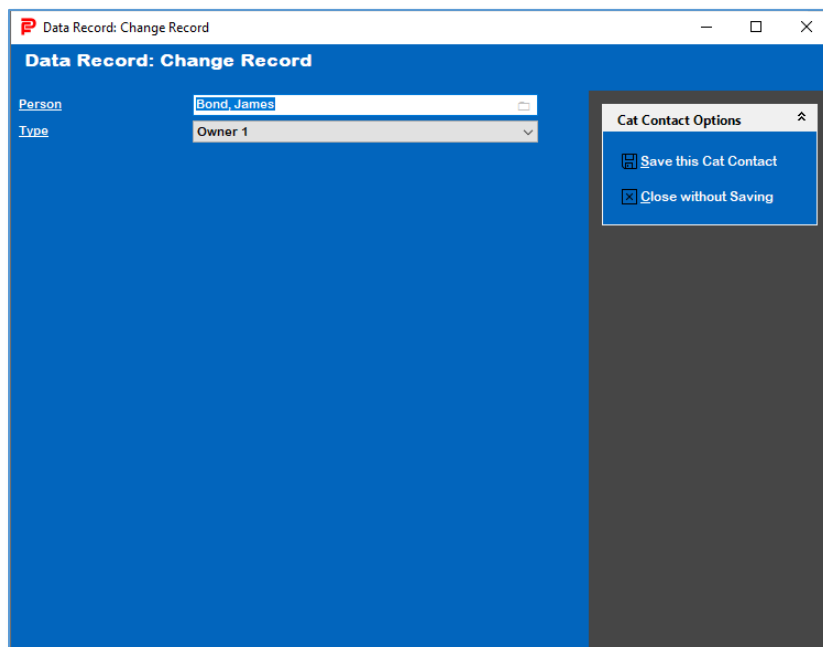 Data Record: Change Record
Data Record: Change Record
Person Bond, James
Type Owner 1
Cat Contact Options
Save this Cat Contact
Close without Saving